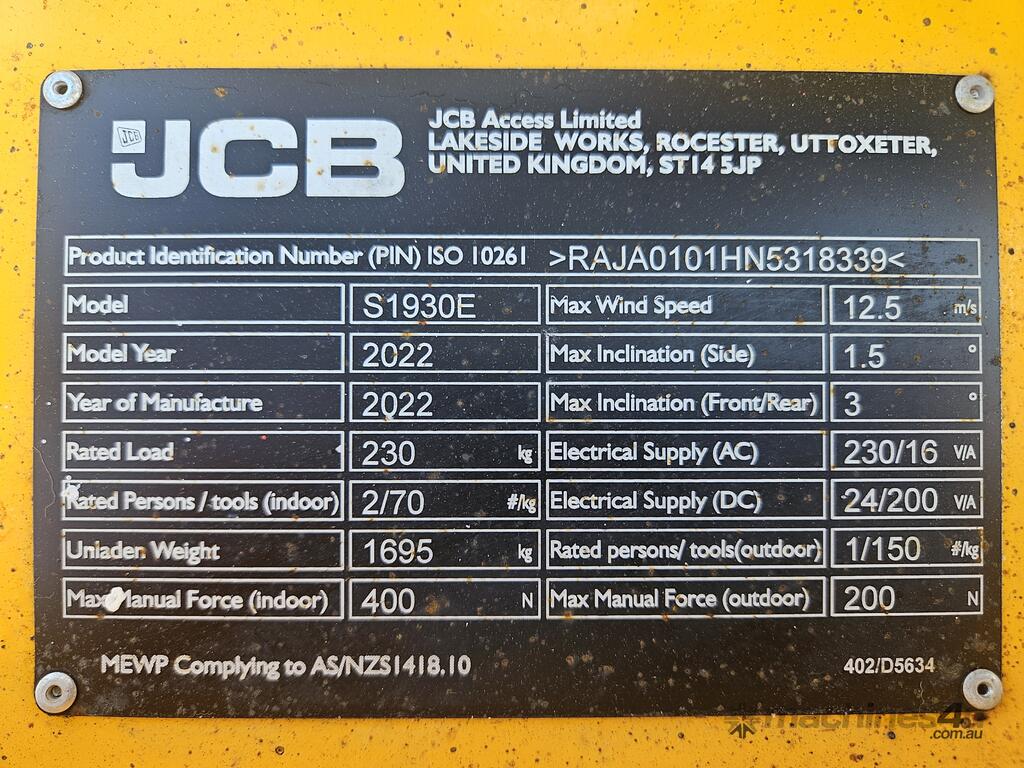 JCB
JCB
JCB Access Limited
LAKESIDE WORKS, ROCESTER, UTTOXETER,
UNITED KINGDOM, ST14 5JP
Product Identification Number (PIN) ISO 10261 >RAJA0101HN5318339<
Model S1930E Max Wind Speed 12.5 m/s
Model Year 2022 Max Inclination (Side) 1.5 °
Year of Manufacture 2022 Max Inclination (Front/Rear) 3 °
Rated Load 230 kg Electrical Supply (AC) 230/16 V/A
Rated Persons / tools (indoor) 2/70 #/kg Electrical Supply (DC) 24/200 V/A
Unladen Weight 1695 kg Rated persons/ tools(outdoor) 1/150 #/kg
Max Manual Force (indoor) 400 N Max Manual Force (outdoor) 200 N
MEWP Complying to AS/NZS1418.10 402/D5634
machines4u
.com.au